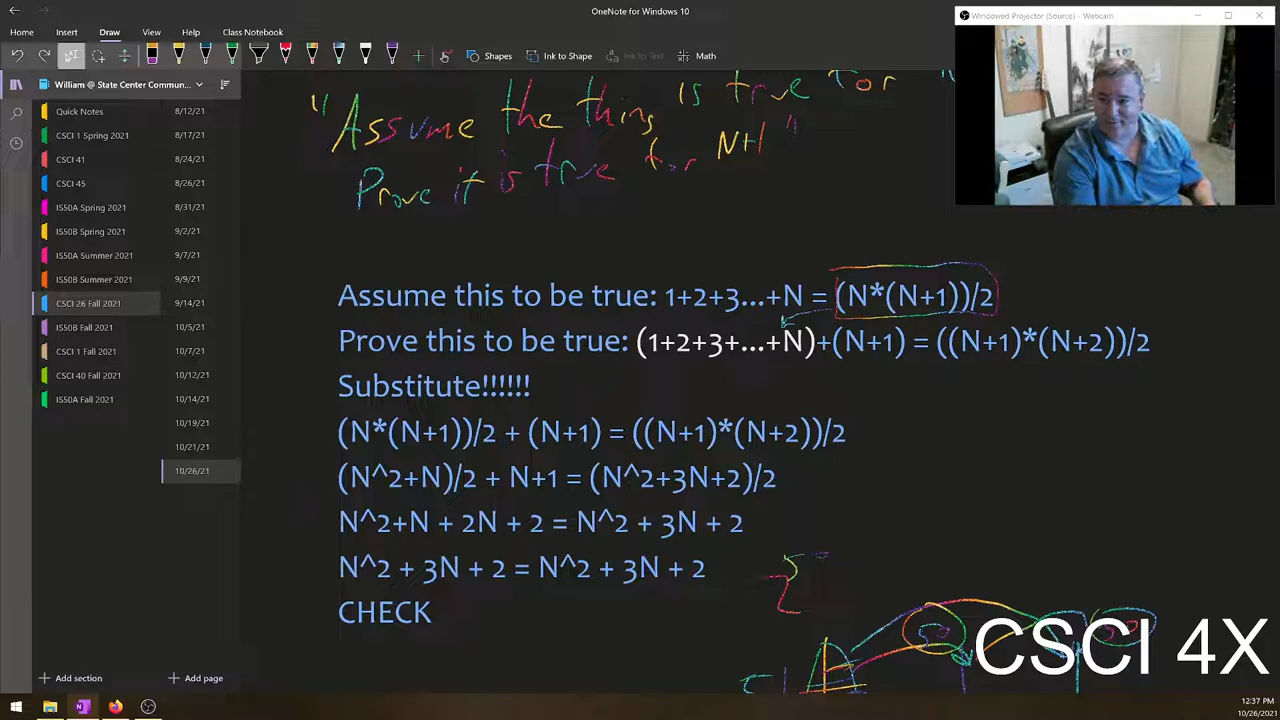 OneNote for Windows 10
Windowed Projector (Source) - Webcam
Home Insert Draw View Help Class Notebook
Shapes Ink to Shape Ink to Text Math
William @ State Center Commun...
Quick Notes 8/12/21
CSCI 1 Spring 2021 8/17/21
CSCI 41 8/24/21
CSCI 45 8/26/21
IS50A Spring 2021 8/31/21
IS50B Spring 2021 9/2/21
IS50A Summer 2021 9/7/21
IS50B Summer 2021 9/9/21
CSCI 26 Fall 2021 9/14/21
IS50B Fall 2021 10/5/21
CSCI 1 Fall 2021 10/7/21
CSCI 40 Fall 2021 10/12/21
IS50A Fall 2021 10/14/21
10/19/21
10/21/21
10/26/21
"Assume the thing is true for
Prove it is true for N+1"
Assume this to be true: 1+2+3...+N = (N*(N+1))/2
Prove this to be true: (1+2+3+...+N)+(N+1) = ((N+1)*(N+2))/2
Substitute!!!!!!
(N*(N+1))/2 + (N+1) = ((N+1)*(N+2))/2
(N^2+N)/2 + N+1 = (N^2+3N+2)/2
N^2+N + 2N + 2 = N^2 + 3N + 2
N^2 + 3N + 2 = N^2 + 3N + 2
CHECK
CSCI 4X
Add section Add page
12:37 PM
10/26/2021